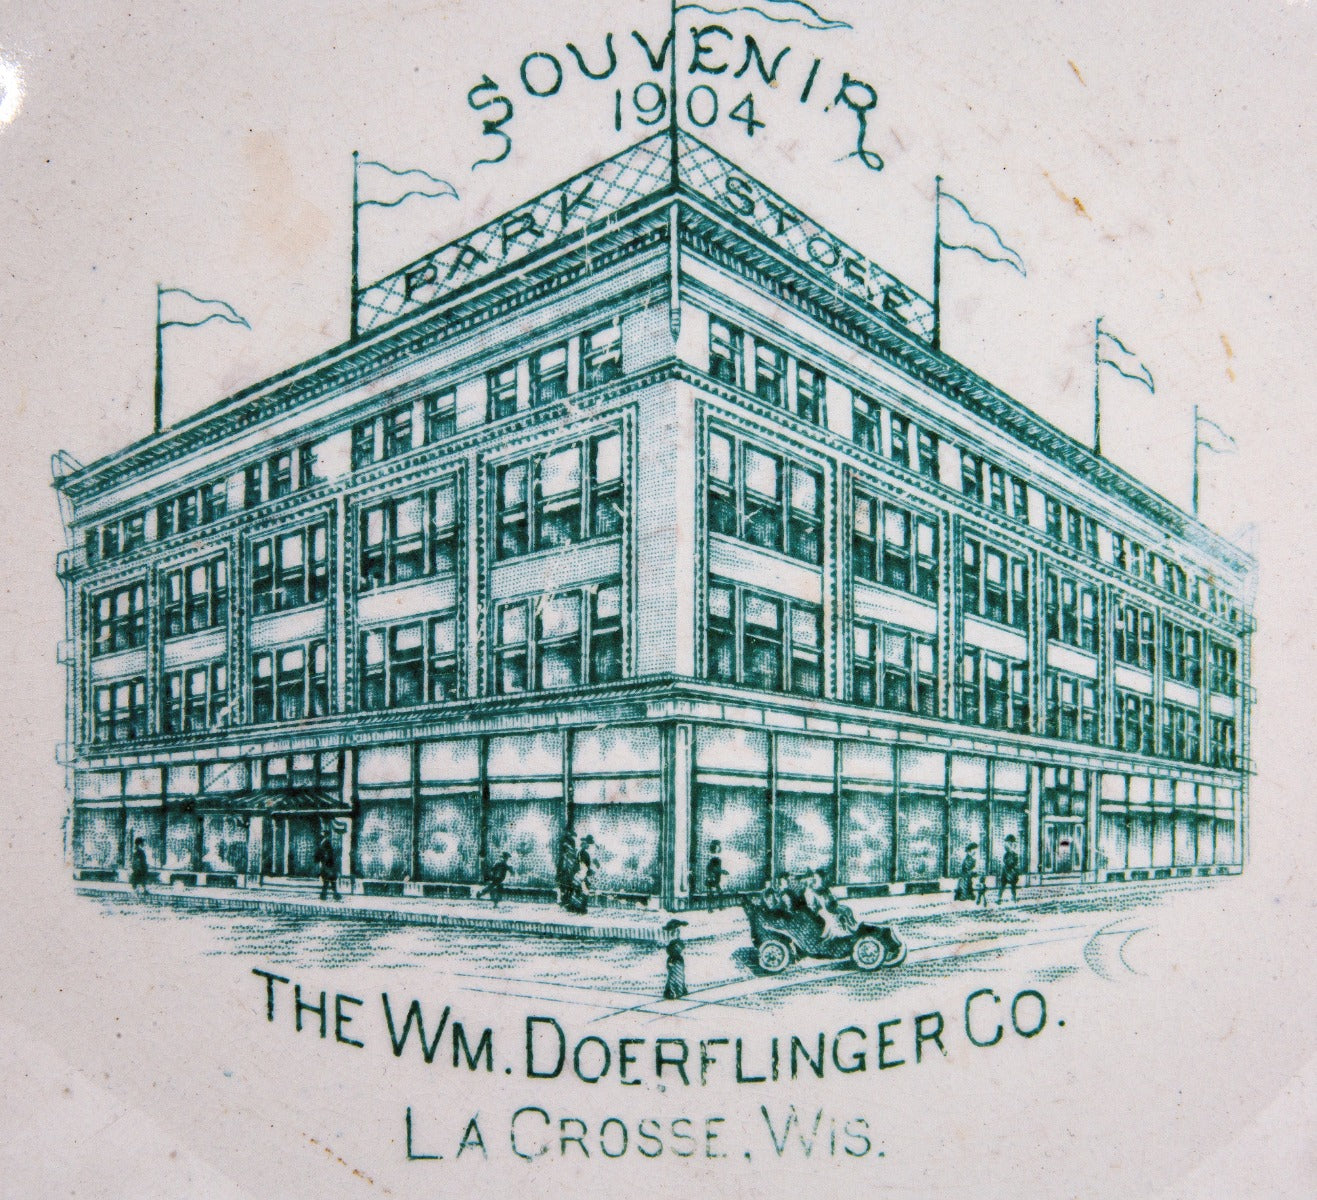 SOUVENIR
1904
PARK STORE
THE WM. DOERFLINGER CO.
LA CROSSE, WIS.